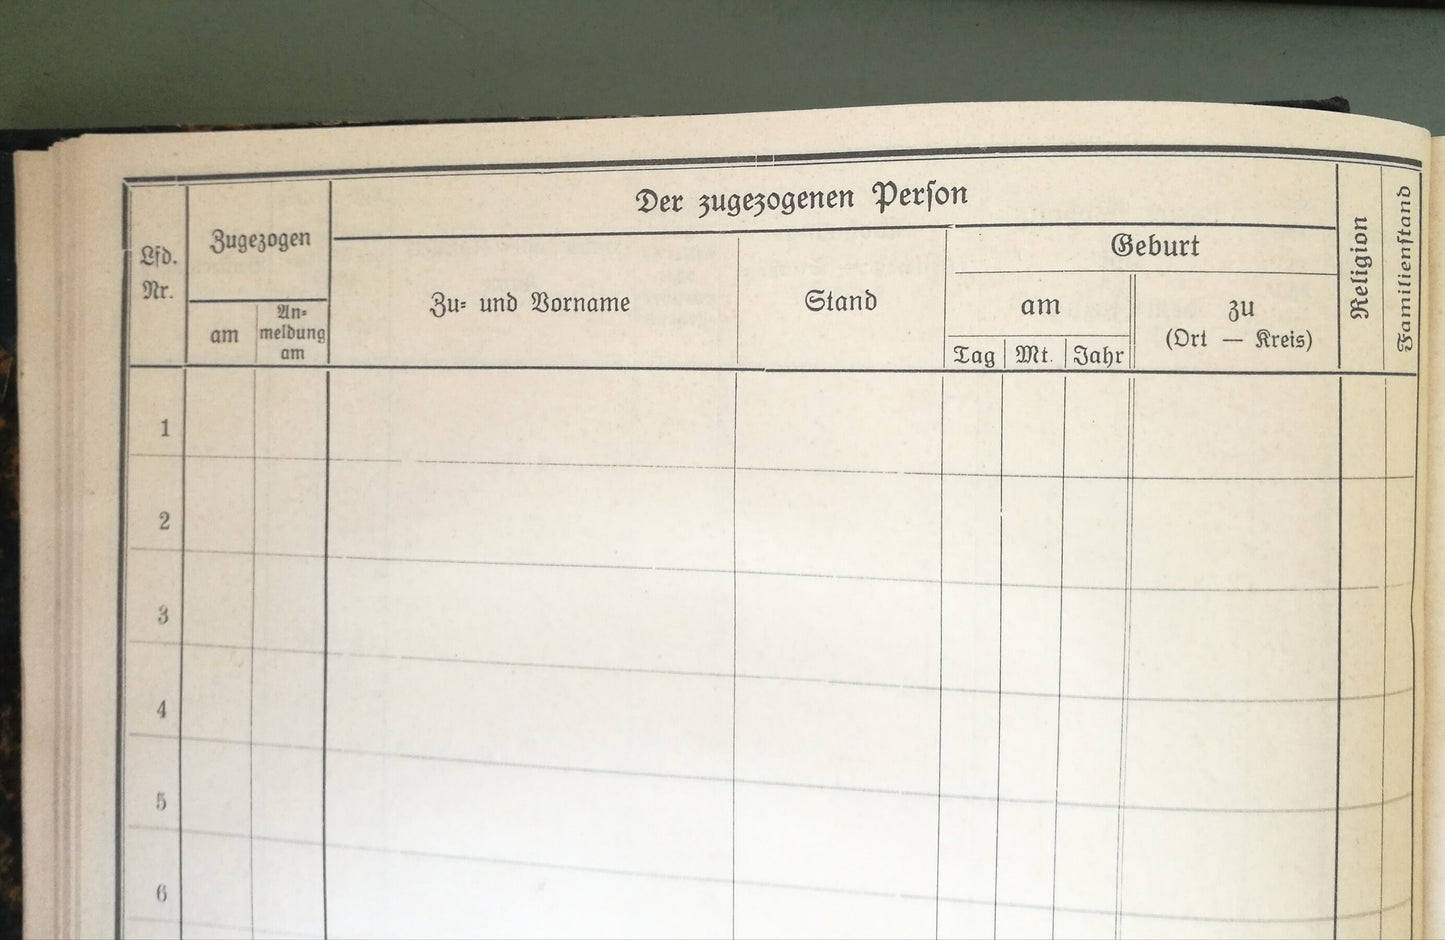 Lfd.
Nr.
Zugezogen
am
An-
meldung
am
Der zugezogenen Perſon
Zu- und Vorname
Stand
Geburt
am
Tag
Mt.
Jahr
zu
(Ort — Kreis)
Religion
Familienſtand
1
2
3
4
5
6